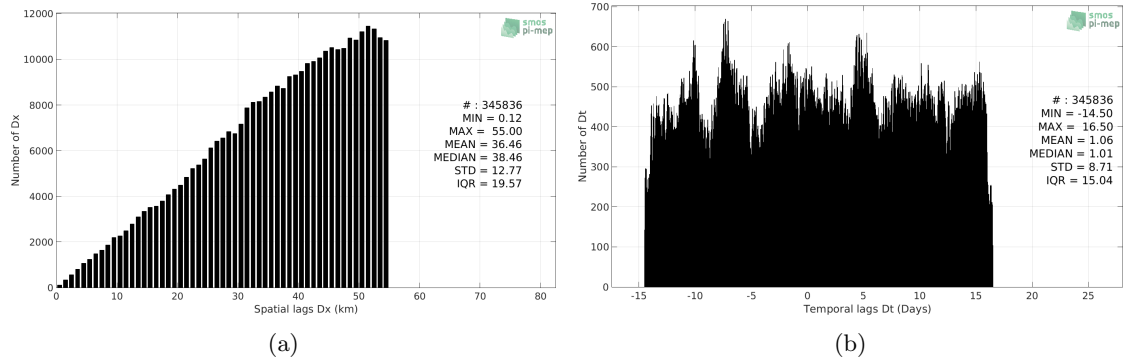 12000
10000
8000
6000
4000
2000
0
Number of Dx
0 10 20 30 40 50 60 70 80
Spatial lags Dx (km)
smos
pi-mep
# : 345836
MIN = 0.12
MAX = 55.00
MEAN = 36.46
MEDIAN = 38.46
STD = 12.77
IQR = 19.57
(a)
700
600
500
400
300
200
100
0
Number of Dt
-15 -10 -5 0 5 10 15 20 25
Temporal lags Dt (Days)
smos
pi-mep
# : 345836
MIN = -14.50
MAX = 16.50
MEAN = 1.06
MEDIAN = 1.01
STD = 8.71
IQR = 15.04
(b)